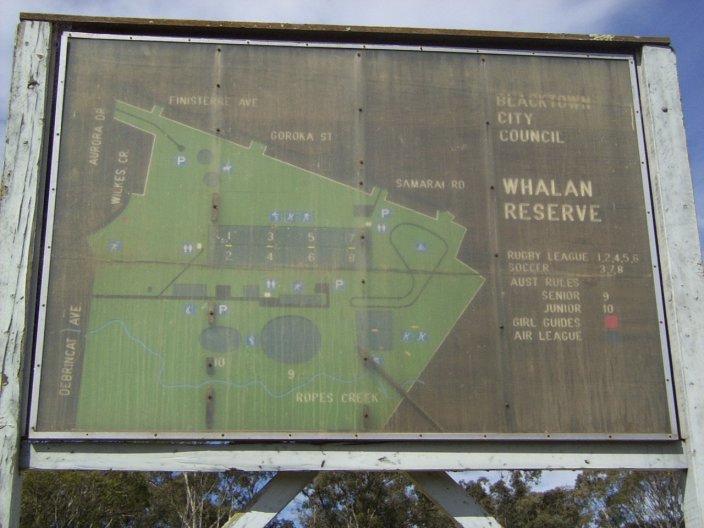 FINISTERRE AVE
AURORA DR
WILKES CR.
GOROKA ST
SAMARAI RD
P
P
1 3 5 7
2 4 6 8
P
P
10
9
ROPES CREEK
DEBRINCAT AVE
BLACKTOWN
CITY
COUNCIL
WHALAN
RESERVE
RUGBY LEAGUE 1,2,4,5,6
SOCCER 3,7,8
AUST RULES
SENIOR 9
JUNIOR 10
GIRL GUIDES
AIR LEAGUE